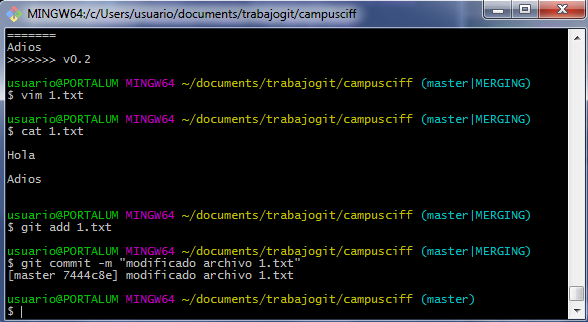 MINGW64:/c/Users/usuario/documents/trabajogit/campusciff
=======
Adios
>>>>>>> v0.2
usuario@PORTALUM MINGW64 ~/documents/trabajogit/campusciff (master|MERGING)
$ vim 1.txt
usuario@PORTALUM MINGW64 ~/documents/trabajogit/campusciff (master|MERGING)
$ cat 1.txt
Hola
Adios
usuario@PORTALUM MINGW64 ~/documents/trabajogit/campusciff (master|MERGING)
$ git add 1.txt
usuario@PORTALUM MINGW64 ~/documents/trabajogit/campusciff (master|MERGING)
$ git commit -m "modificado archivo 1.txt"
[master 7444c8e] modificado archivo 1.txt
usuario@PORTALUM MINGW64 ~/documents/trabajogit/campusciff (master)
$